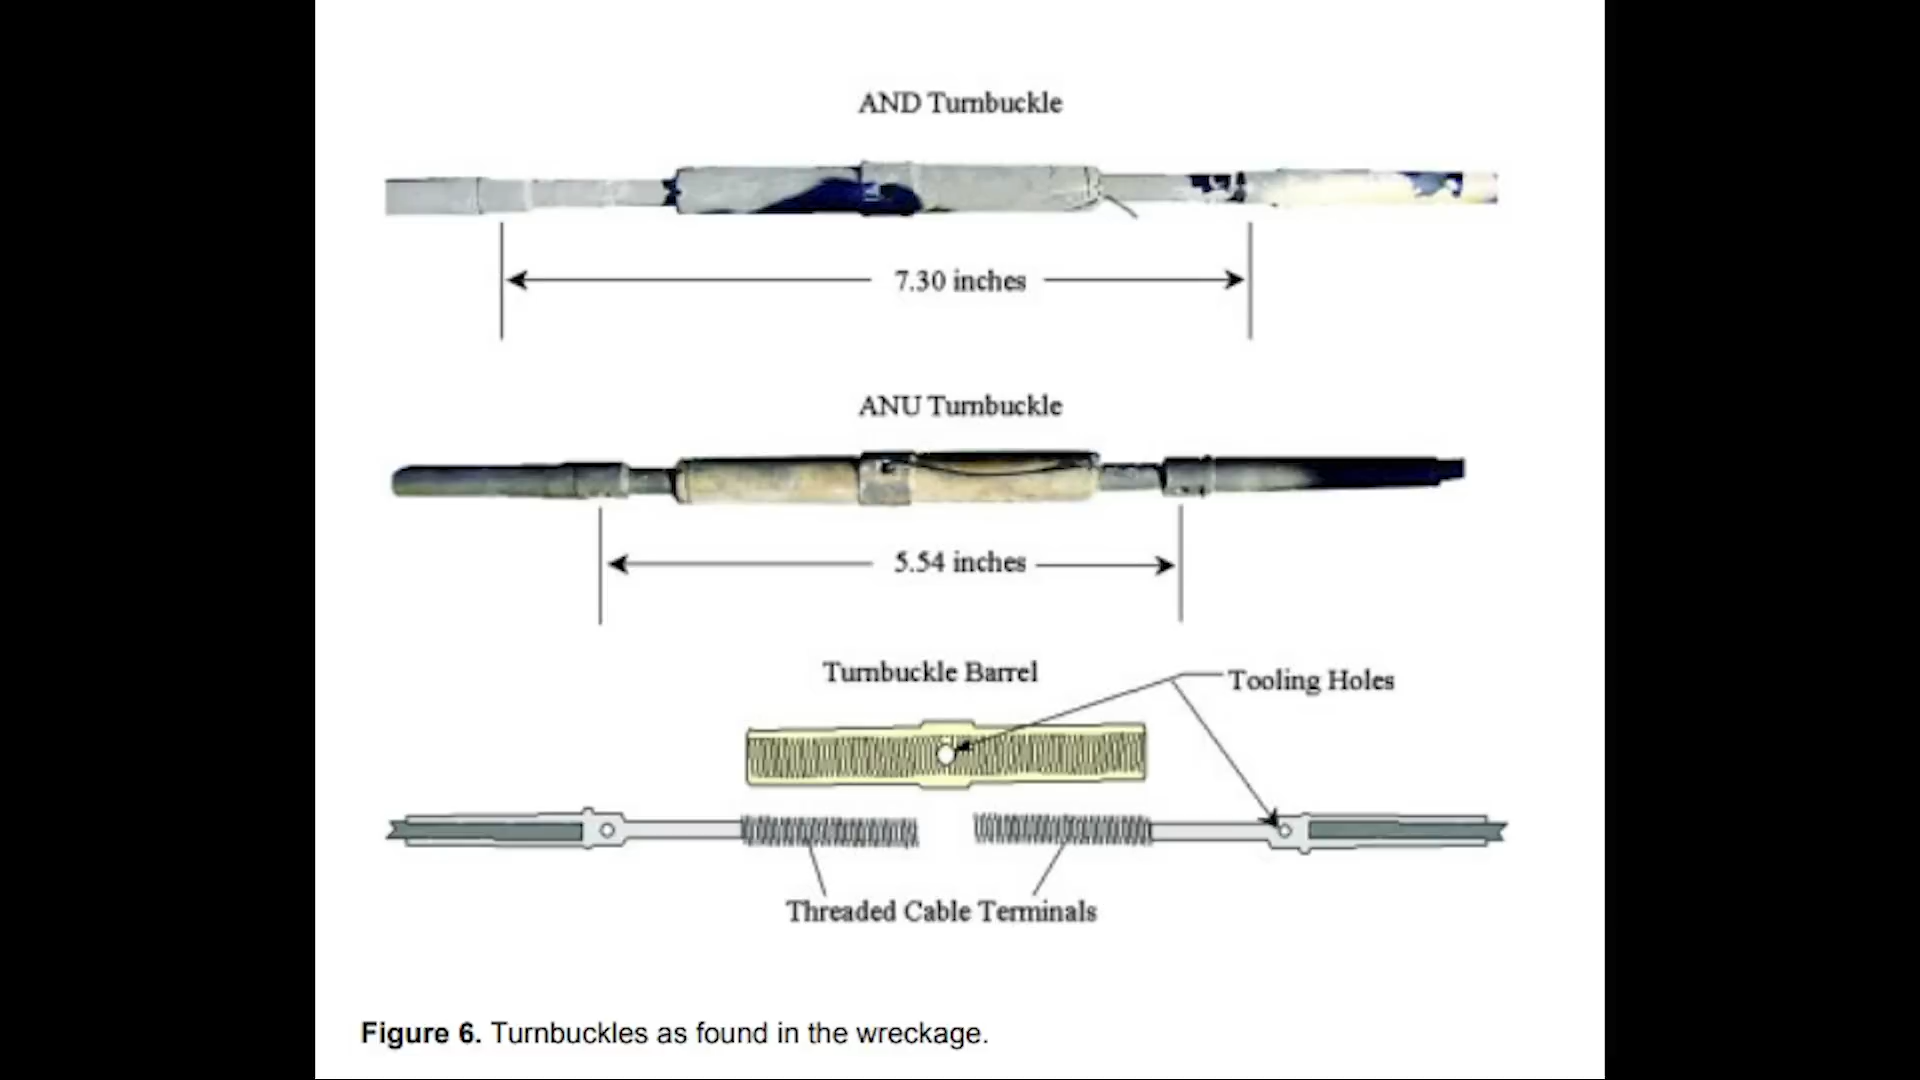 AND Turnbuckle
7.30 inches
ANU Turnbuckle
5.54 inches
Turnbuckle Barrel
Tooling Holes
Threaded Cable Terminals
Figure 6. Turnbuckles as found in the wreckage.